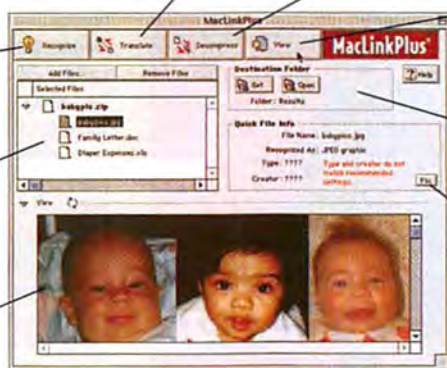 MacLinkPlus
Recognize
Translate
Decompress
View
MacLinkPlus®
Add Files...
Remove Files
Selected Files
babypix.zip
babypix.jpg
Family Letter.doc
Diaper Expenses.xls
Destination Folder
Set
Open
Folder: Results
?Help
Quick File Info
File Name: babypix.jpg
Recognized As: JPEG graphic
Type: ????
Creator: ????
Type and creator do not
match recommended
settings.
Fix
View